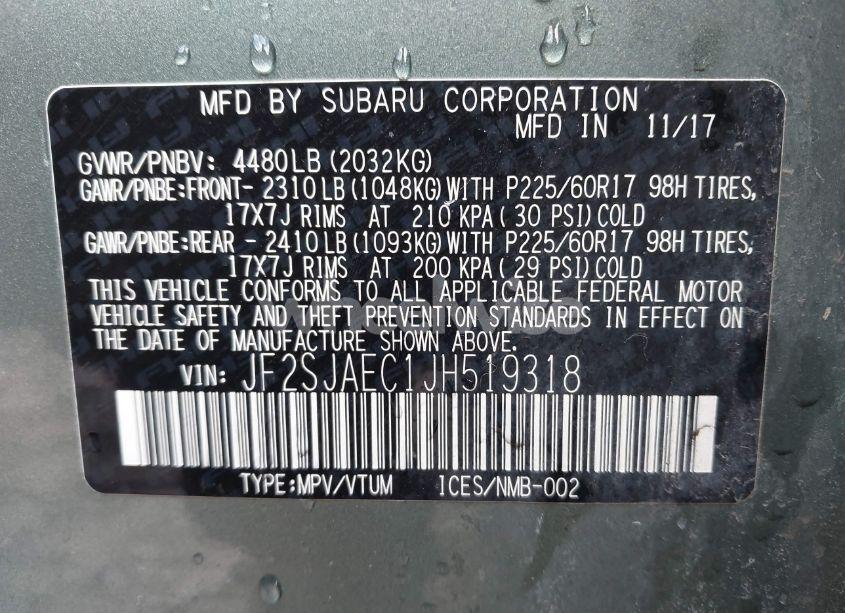 MFD BY SUBARU CORPORATION
MFD IN 11/17
GVWR/PNBV: 4480LB (2032KG)
GAWR/PNBE:FRONT- 2310LB (1048KG) WITH P225/60R17 98H TIRES,
17X7J RIMS AT 210 KPA ( 30 PSI) COLD
GAWR/PNBE:REAR - 2410LB (1093KG) WITH P225/60R17 98H TIRES,
17X7J RIMS AT 200 KPA (29 PSI) COLD
THIS VEHICLE CONFORMS TO ALL APPLICABLE FEDERAL MOTOR
VEHICLE SAFETY AND THEFT PREVENTION STANDARDS IN EFFECT ON
THE DATE OF MANUFACTURE SHOWN ABOVE.
VIN: JF2SJAEC1JH519318
TYPE:MPV/VTUM ICES/NMB-002